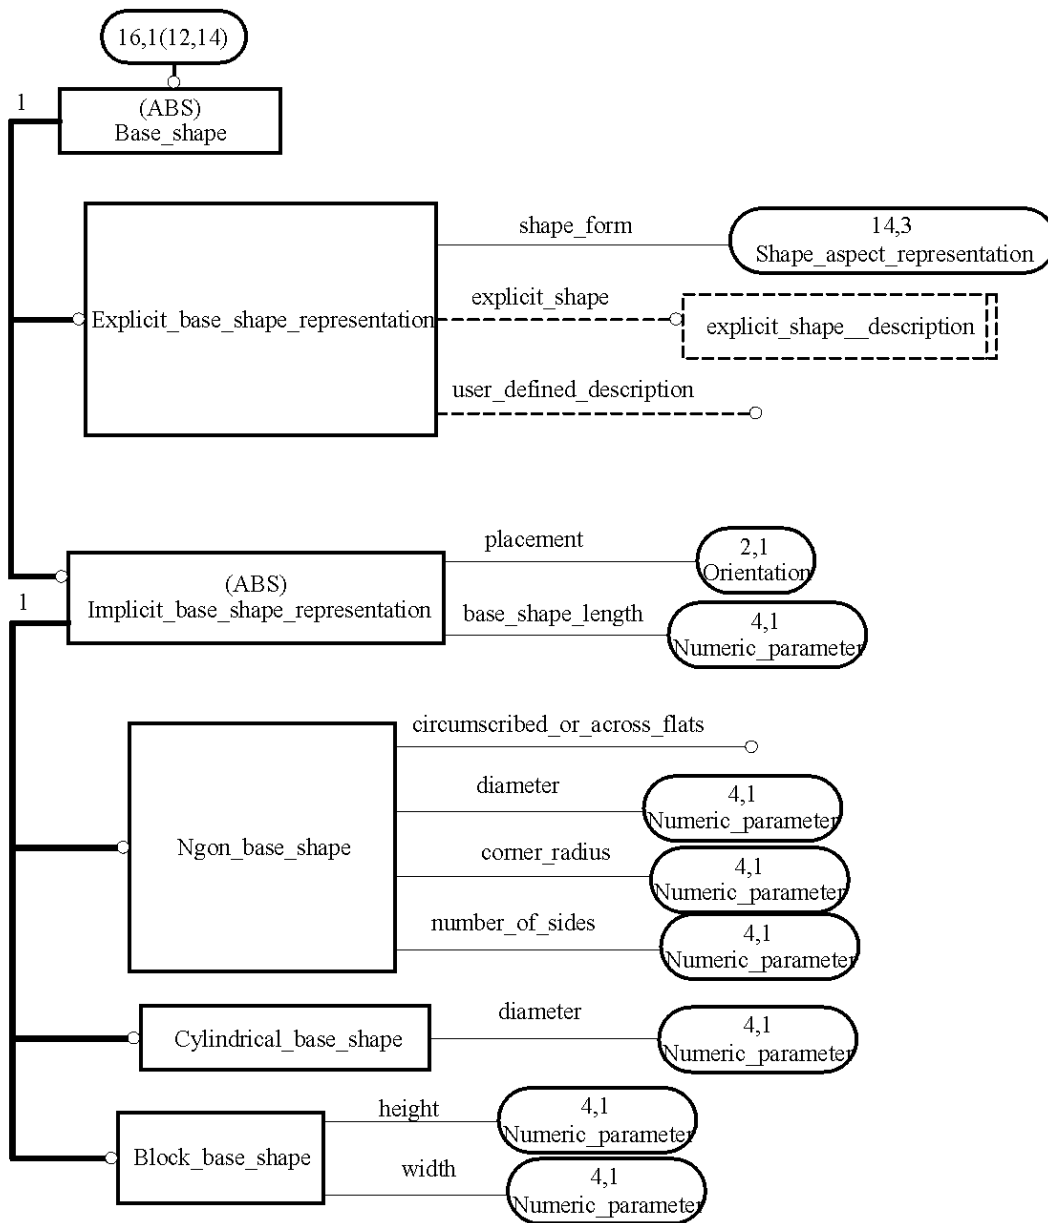 16,1(12,14)
1
(ABS)
Base_shape
shape_form
14,3
Shape_aspect_representation
Explicit_base_shape_representation
explicit_shape
explicit_shape__description
user_defined_description
placement
2,1
Orientation
1
(ABS)
Implicit_base_shape_representation
base_shape_length
4,1
Numeric_parameter
circumscribed_or_across_flats
Ngon_base_shape
diameter
4,1
Numeric_parameter
corner_radius
4,1
Numeric_parameter
number_of_sides
4,1
Numeric_parameter
Cylindrical_base_shape
diameter
4,1
Numeric_parameter
Block_base_shape
height
4,1
Numeric_parameter
width
4,1
Numeric_parameter